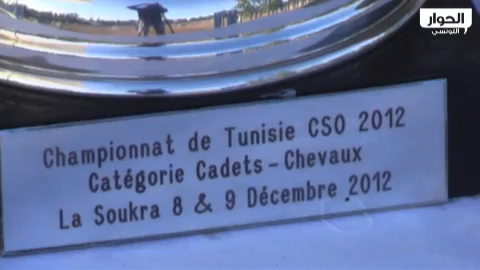 الحوار
التونسي
Championnat de Tunisie CSO 2012
Catégorie Cadets - Chevaux
La Soukra 8 & 9 Décembre 2012